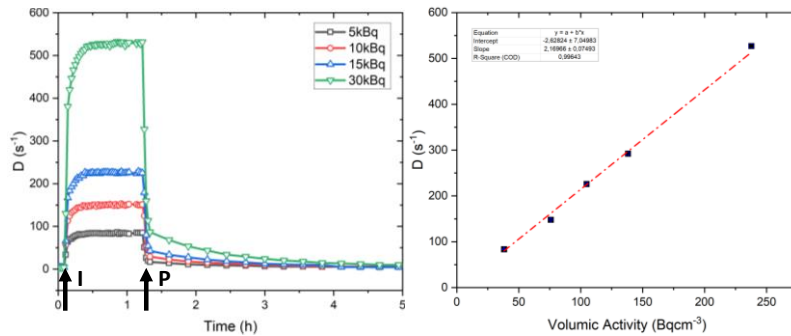 600
500
400
300
200
100
0
D (s⁻¹)
0 1 2 3 4 5
Time (h)
5kBq
10kBq
15kBq
30kBq
I
P
600
500
400
300
200
100
0
D (s⁻¹)
0 50 100 150 200 250
Volumic Activity (Bqcm⁻³)
Equation y = a + b*x
Intercept -2,62824 ± 7,04983
Slope 2,16966 ± 0,07493
R-Square (COD) 0,99643